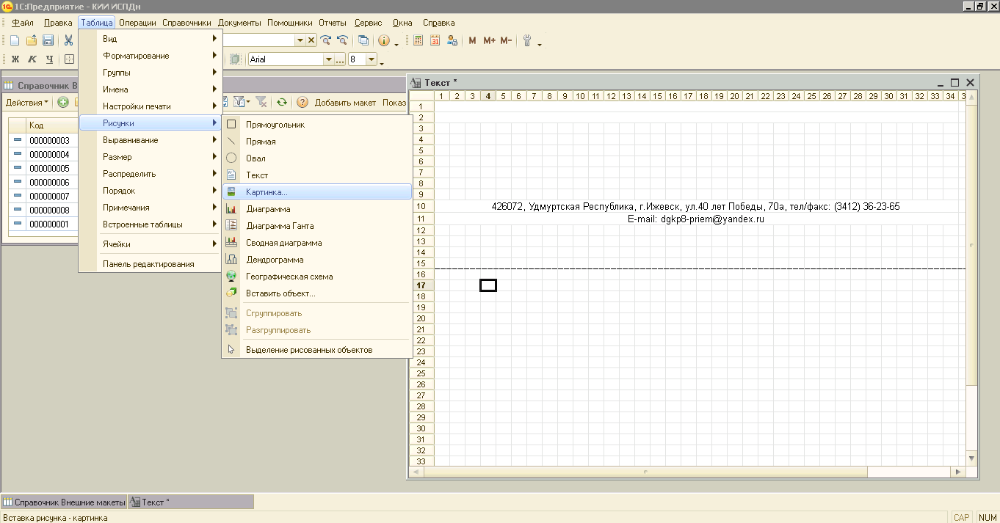 1С:Предприятие - КИИ ИСПДн
Файл Правка Таблица Операции Справочники Документы Помощники Отчеты Сервис Окна Справка
M M+ M-
Ж К Ч Arial 8
Вид
Форматирование
Группы
Имена
Настройки печати
Рисунки
Выравнивание
Размер
Распределить
Порядок
Примечания
Встроенные таблицы
Ячейки
Панель редактирования
Справочник В
Действия Добавить макет Показ
Код
000000003
000000004
000000005
000000006
000000007
000000008
000000001
Прямоугольник
Прямая
Овал
Текст
Картинка...
Диаграмма
Диаграмма Ганта
Сводная диаграмма
Дендрограмма
Географическая схема
Вставить объект...
Сгруппировать
Разгруппировать
Выделение рисованных объектов
Текст *
1 2 3 4 5 6 7 8 9 10 11 12 13 14 15 16 17 18 19 20 21 22 23 24 25 26 27 28 29 30 31 32 33 34 3
1
2
3
4
5
6
7
8
9
10 426072, Удмуртская Республика, г.Ижевск, ул.40 лет Победы, 70а, тел/факс: (3412) 36-23-65
11 E-mail: dgkp8-priem@yandex.ru
12
13
14
15
16
17
18
19
20
21
22
23
24
25
26
27
28
29
30
31
32
33
Справочник Внешние макеты Текст *
Вставка рисунка - картинка CAP NUM